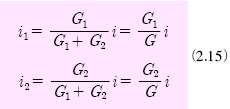 i₁ = G₁ / (G₁ + G₂) i = G₁ / G i
(2.15)
i₂ = G₂ / (G₁ + G₂) i = G₂ / G i